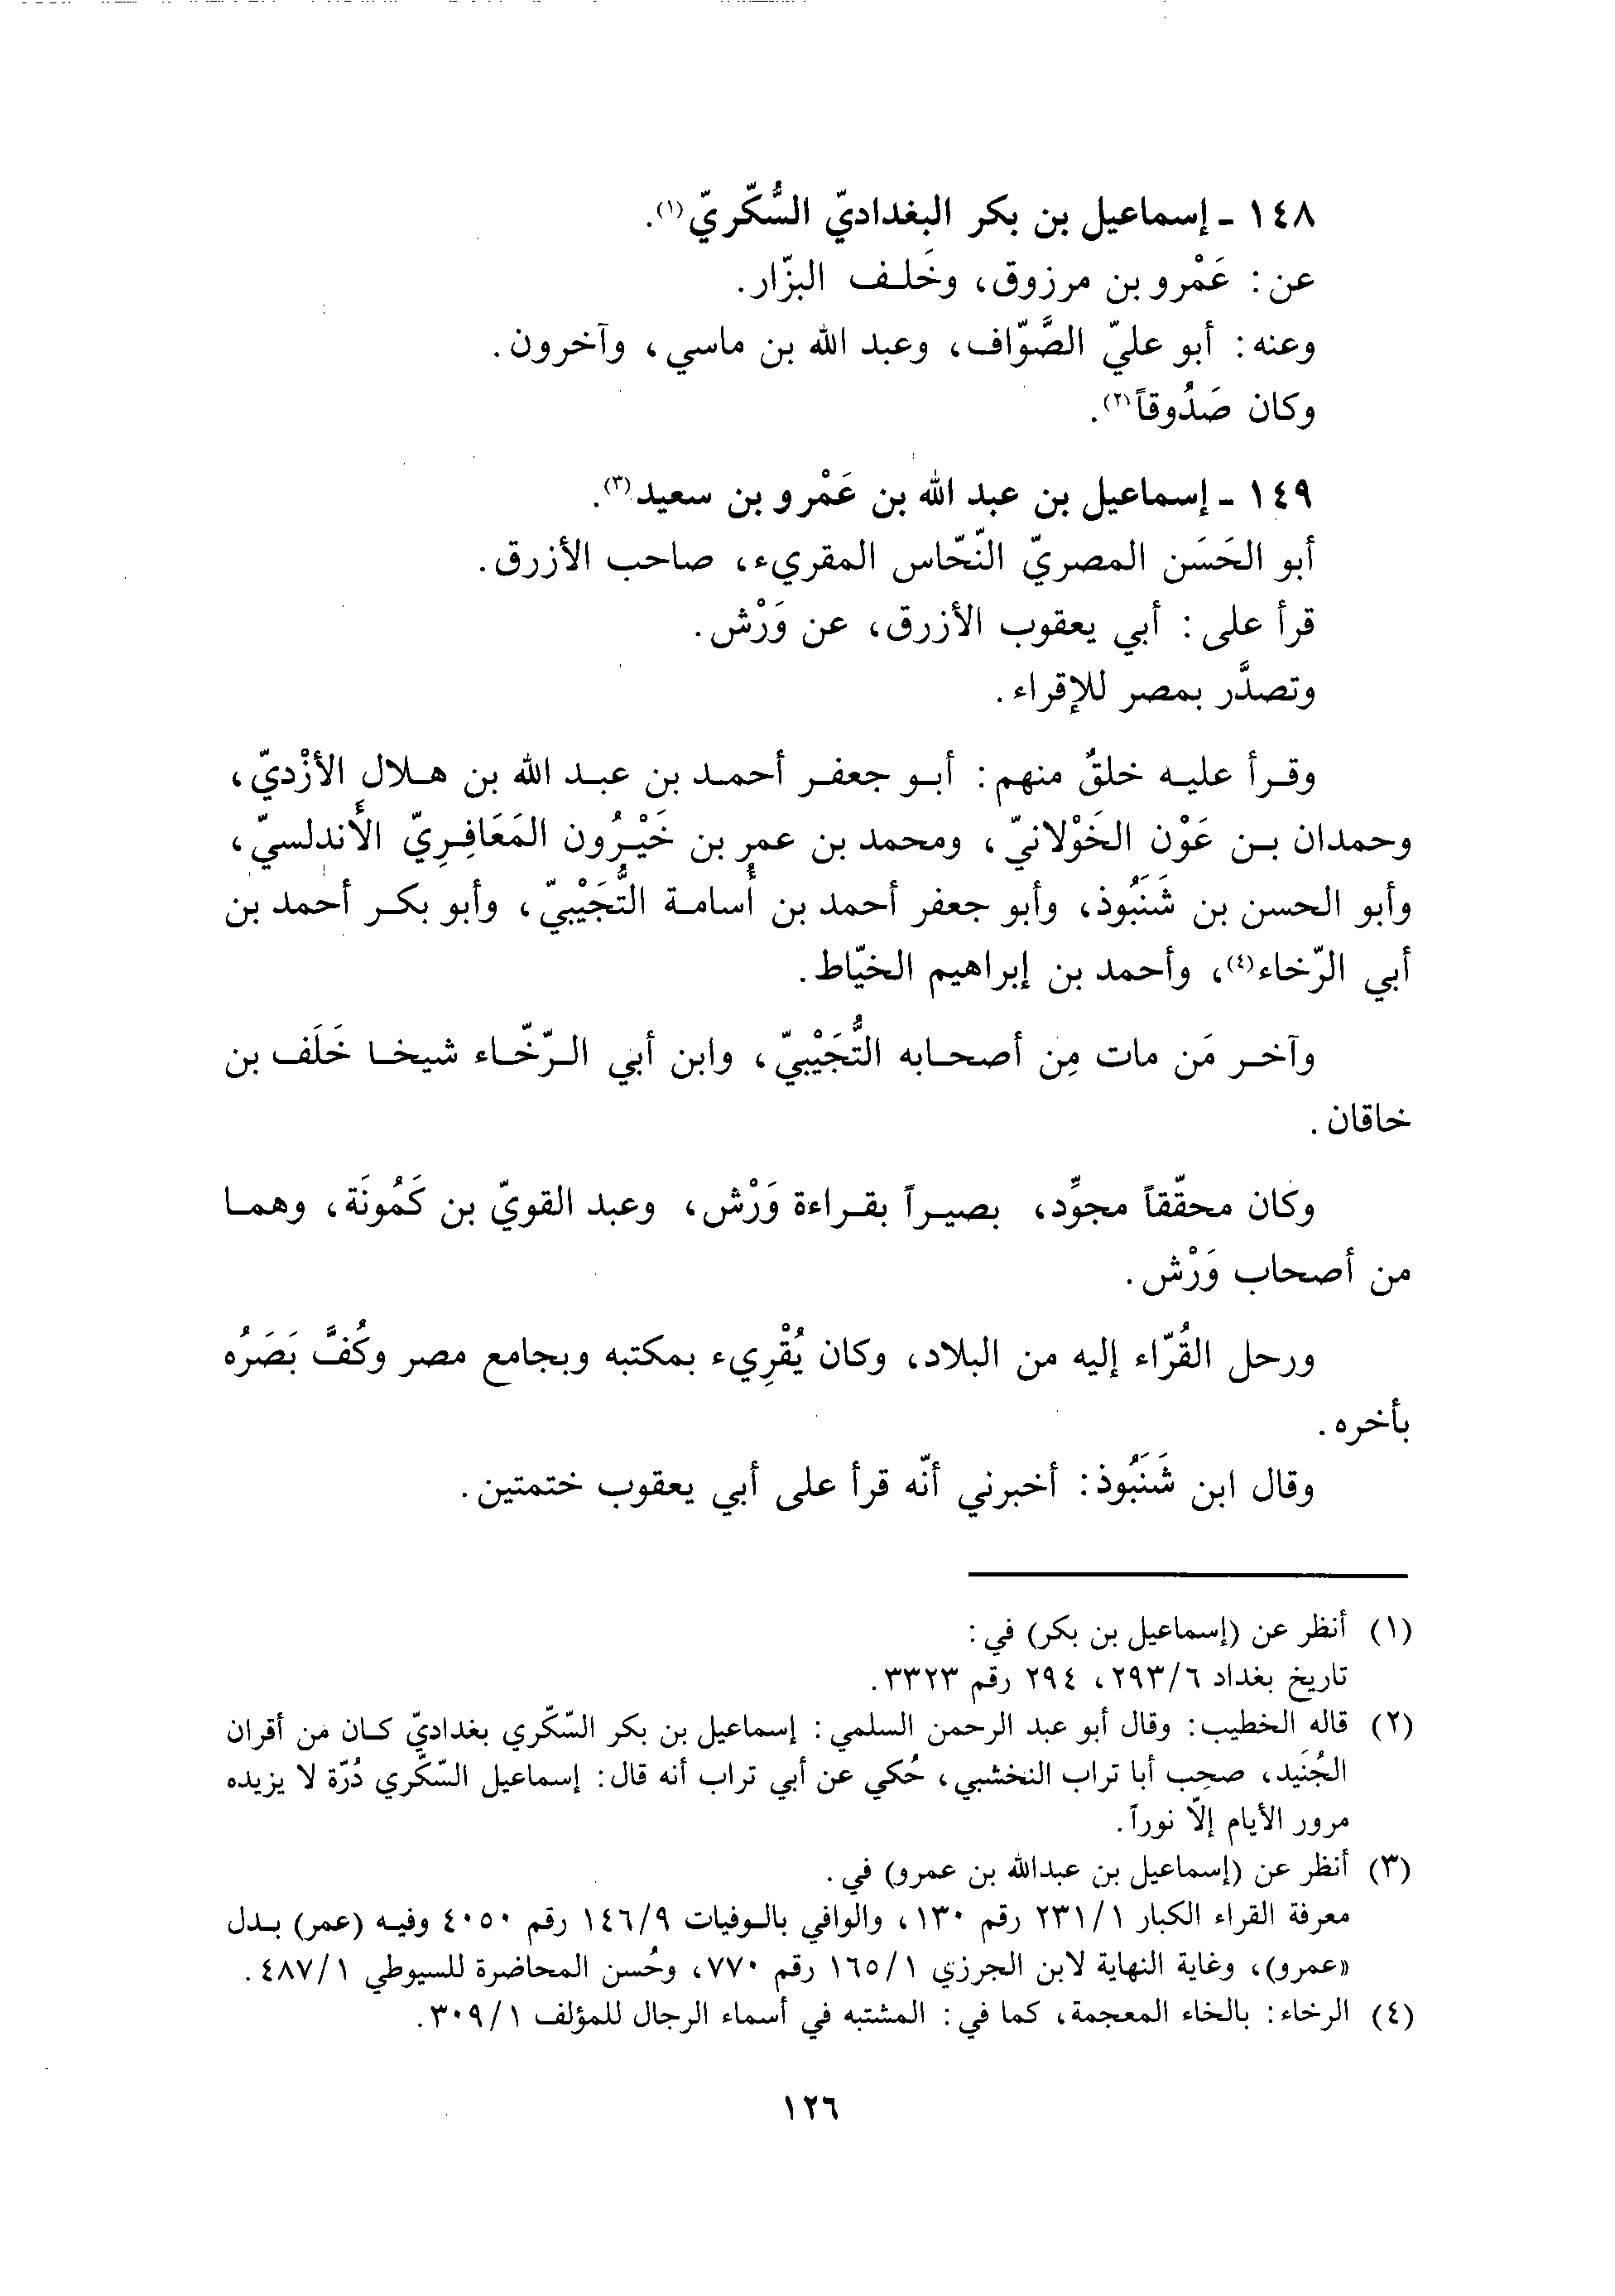 ١٤٨ - إسماعيل بن بكر البغداديّ السُّكّريّ(١).
عن: عَمْرو بن مرزوق، وخَلف البزّار.
وعنه: أبو عليّ الصَّوّاف، وعبد الله بن ماسي، وآخرون.
وكان صَدُوقاً(٢).
١٤٩ - إسماعيل بن عبد الله بن عَمْرو بن سعيد(٣).
أبو الحَسَن المصريّ النّحّاس المقريء، صاحب الأزرق.
قرأ على: أبي يعقوب الأزرق، عن وَرْش.
وتصدَّر بمصر للإقراء.
وقرأ عليه خلقٌ منهم: أبو جعفر أحمد بن عبد الله بن هلال الأزْديّ،
وحمدان بن عَوْن الخَوْلانيّ، ومحمد بن عمر بن خَيْرُون المَعَافِرِيّ الأَندلسيّ،
وأبو الحسن بن شَنَبُوذ، وأبو جعفر أحمد بن أُسامة التُّجَيْبيّ، وأبو بكر أحمد بن
أبي الرّخاء(٤)، وأحمد بن إبراهيم الخيّاط.
وآخر مَن مات مِن أصحابه التُّجَيْبيّ، وابن أبي الرّخّاء شيخا خَلَف بن
خاقان.
وكان محقّقاً مجوِّد، بصيراً بقراءة وَرْش، وعبد القويّ بن كَمُونَة، وهما
من أصحاب وَرْش.
ورحل القُرّاء إليه من البلاد، وكان يُقْرِيء بمكتبه وبجامع مصر وكُفَّ بَصَرُه
بأخره.
وقال ابن شَنَبُوذ: أخبرني أنّه قرأ على أبي يعقوب ختمتين.
(١) أنظر عن (إسماعيل بن بكر) في:
تاريخ بغداد ٢٩٣/٦، ٢٩٤ رقم ٣٣٢٣.
(٢) قاله الخطيب: وقال أبو عبد الرحمن السلمي: إسماعيل بن بكر السّكّري بغداديّ كان من أقران
الجُنَيد، صحِب أبا تراب النخشبي، حُكي عن أبي تراب أنه قال: إسماعيل السّكّري دُرّة لا يزيده
مرور الأيام إلّا نوراً.
(٣) أنظر عن (إسماعيل بن عبدالله بن عمرو) في.
معرفة القراء الكبار ٢٣١/١ رقم ١٣٠، والوافي بالوفيات ١٤٦/٩ رقم ٤٠٥٠ وفيه (عمر) بدل
«عمرو)، وغاية النهاية لابن الجرزي ١٦٥/١ رقم ٧٧٠، وحُسن المحاضرة للسيوطي ٤٨٧/١.
(٤) الرخاء: بالخاء المعجمة، كما في: المشتبه في أسماء الرجال للمؤلف ٣٠٩/١.
١٢٦